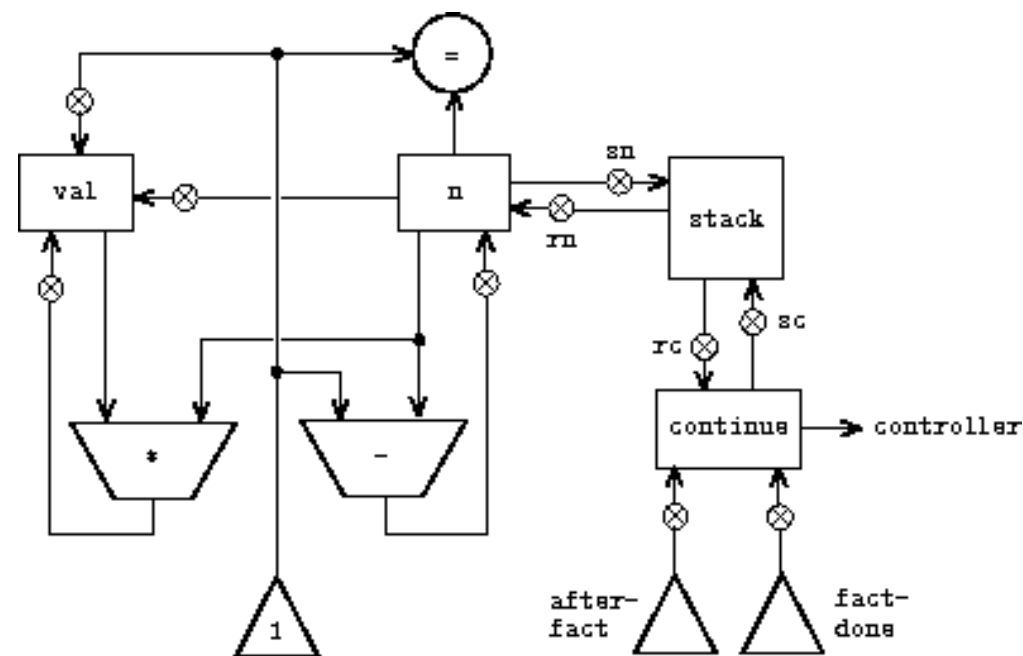 =
val
n
sn
rn
stack
rc
sc
continue
controller
*
-
1
after-
fact
fact-
done